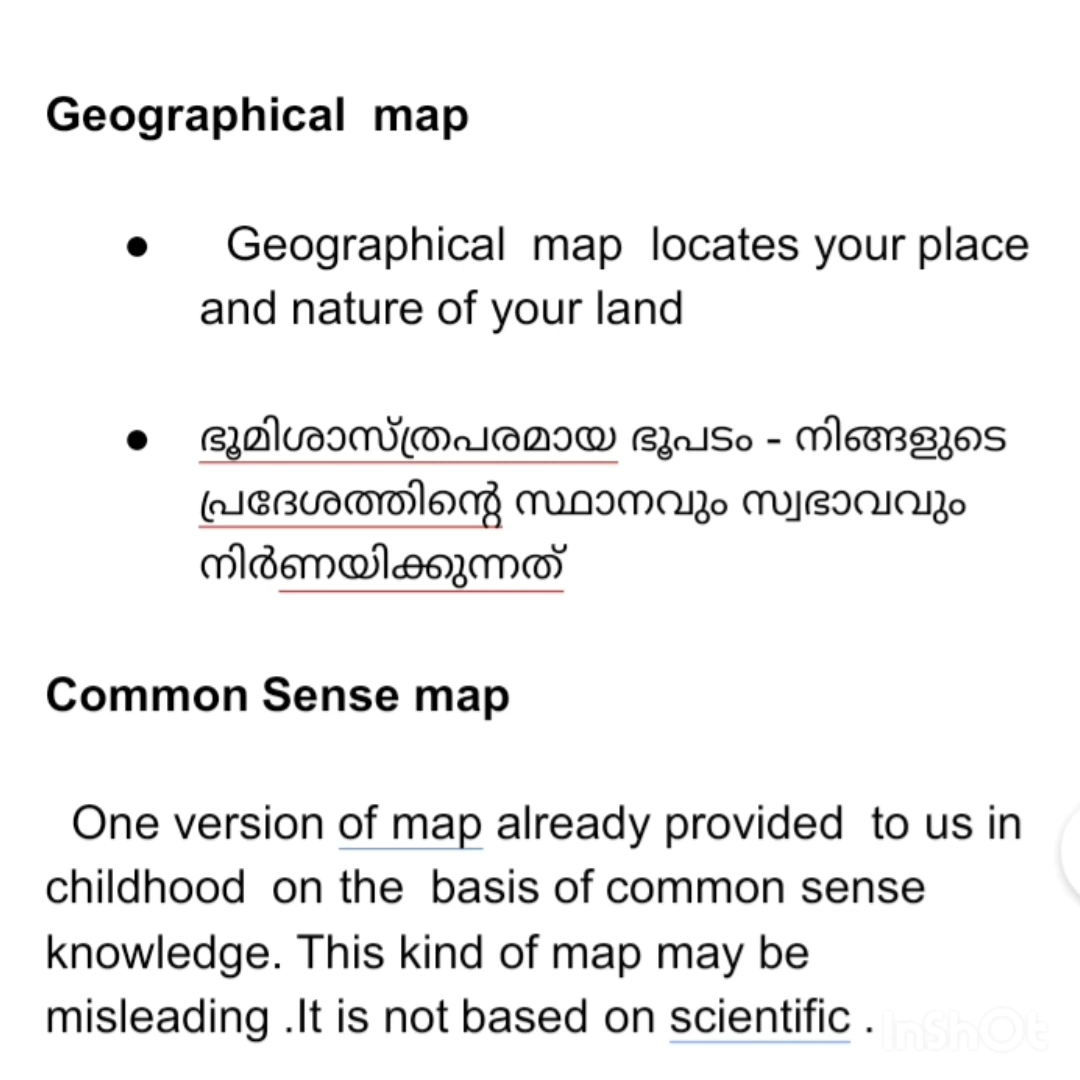 Geographical map
● Geographical map locates your place
and nature of your land
● ഭൂമിശാസ്ത്രപരമായ ഭൂപടം - നിങ്ങളുടെ
പ്രദേശത്തിന്റെ സ്ഥാനവും സ്വഭാവവും
നിർണയിക്കുന്നത്
Common Sense map
One version of map already provided to us in
childhood on the basis of common sense
knowledge. This kind of map may be
misleading .It is not based on scientific .
InShOt